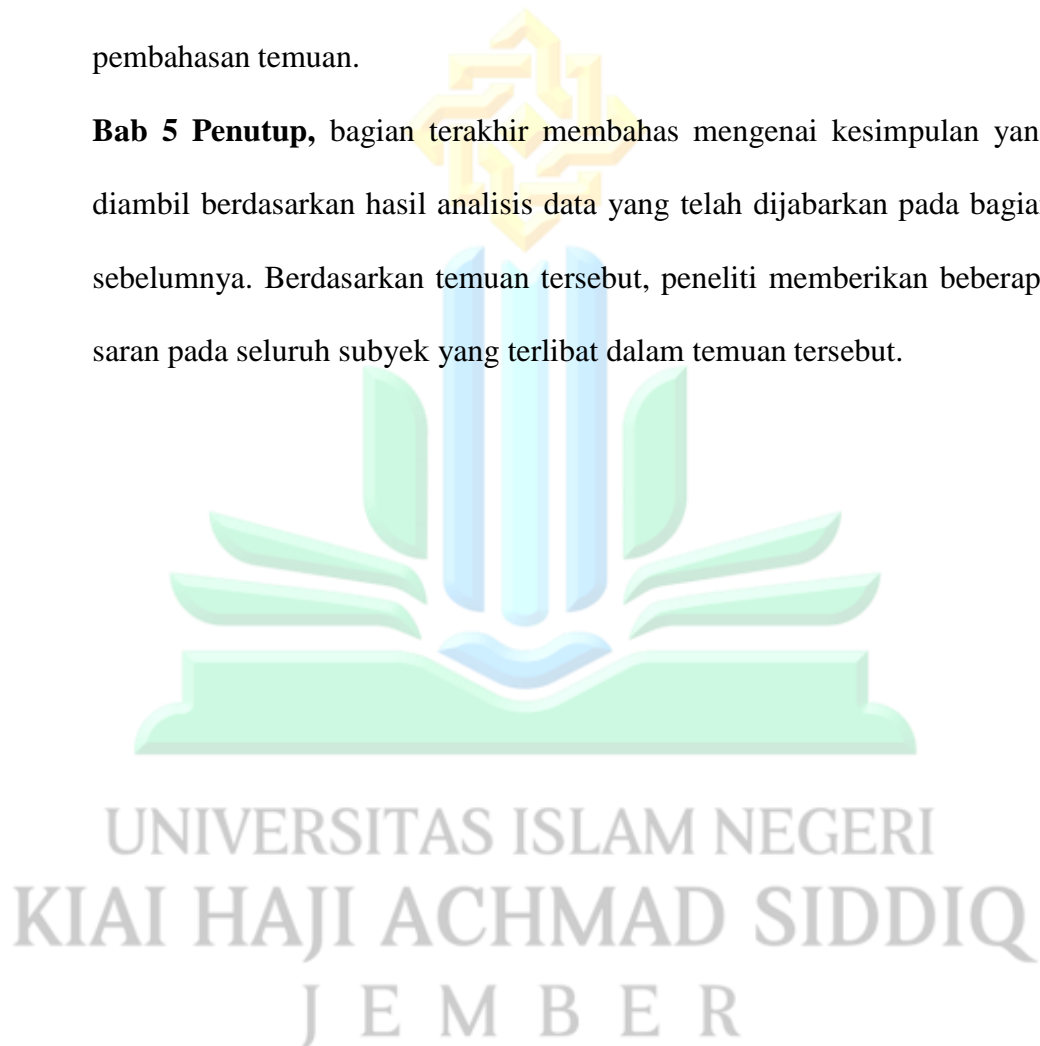 pembahasan temuan.
Bab 5 Penutup, bagian terakhir membahas mengenai kesimpulan yan
diambil berdasarkan hasil analisis data yang telah dijabarkan pada bagia
sebelumnya. Berdasarkan temuan tersebut, peneliti memberikan beberap
saran pada seluruh subyek yang terlibat dalam temuan tersebut.
UNIVERSITAS ISLAM NEGERI
KIAI HAJI ACHMAD SIDDIQ
JEMBER